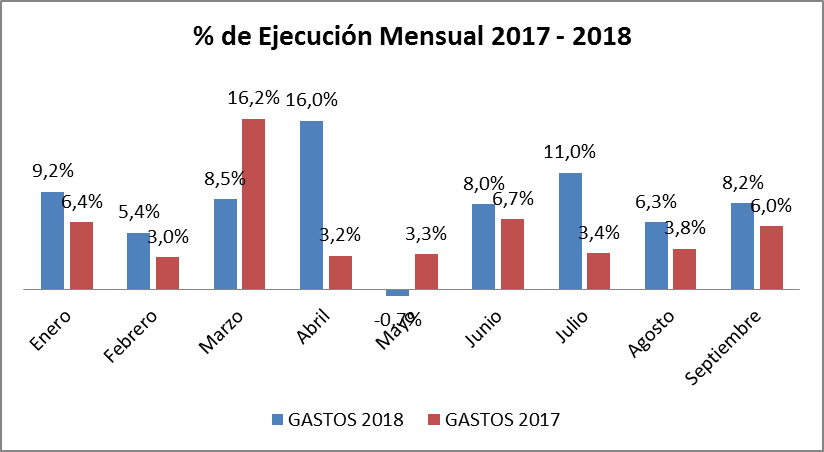 % de Ejecución Mensual 2017 - 2018
9,2%
6,4%
5,4%
3,0%
8,5%
16,2%
16,0%
3,2%
-0,7%
3,3%
8,0%
6,7%
11,0%
3,4%
6,3%
3,8%
8,2%
6,0%
Enero
Febrero
Marzo
Abril
Mayo
Junio
Julio
Agosto
Septiembre
GASTOS 2018
GASTOS 2017